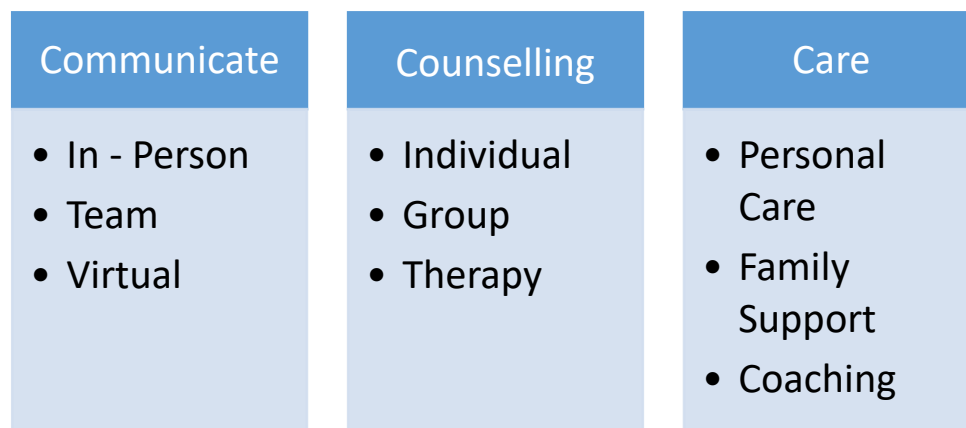 Communicate
• In - Person
• Team
• Virtual
Counselling
• Individual
• Group
• Therapy
Care
• Personal
Care
• Family
Support
• Coaching